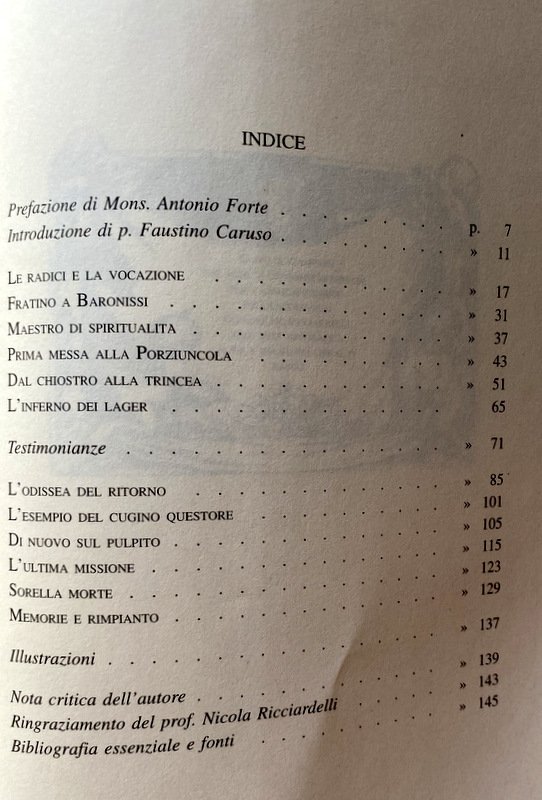 INDICE
Prefazione di Mons. Antonio Forte . . . . . . . p. 7
Introduzione di p. Faustino Caruso . . . . . . . » 11
LE RADICI E LA VOCAZIONE . . . . . . . . . » 17
FRATINO A BARONISSI . . . . . . . . . . » 31
MAESTRO DI SPIRITUALITA . . . . . . . . . » 37
PRIMA MESSA ALLA PORZIUNCOLA . . . . . . . » 43
DAL CHIOSTRO ALLA TRINCEA . . . . . . . . » 51
L'INFERNO DEI LAGER . . . . . . . . . . 65
Testimonianze . . . . . . . . . . . . » 71
L'ODISSEA DEL RITORNO . . . . . . . . . » 85
L'ESEMPIO DEL CUGINO QUESTORE . . . . . . . » 101
DI NUOVO SUL PULPITO . . . . . . . . . . » 105
L'ULTIMA MISSIONE . . . . . . . . . . . » 115
SORELLA MORTE . . . . . . . . . . . . » 123
MEMORIE E RIMPIANTO . . . . . . . . . . » 129
Illustrazioni . . . . . . . . . . . . » 137
Nota critica dell'autore . . . . . . . . . » 139
Ringraziamento del prof. Nicola Ricciardelli . . . . » 143
Bibliografia essenziale e fonti . . . . . . . » 145